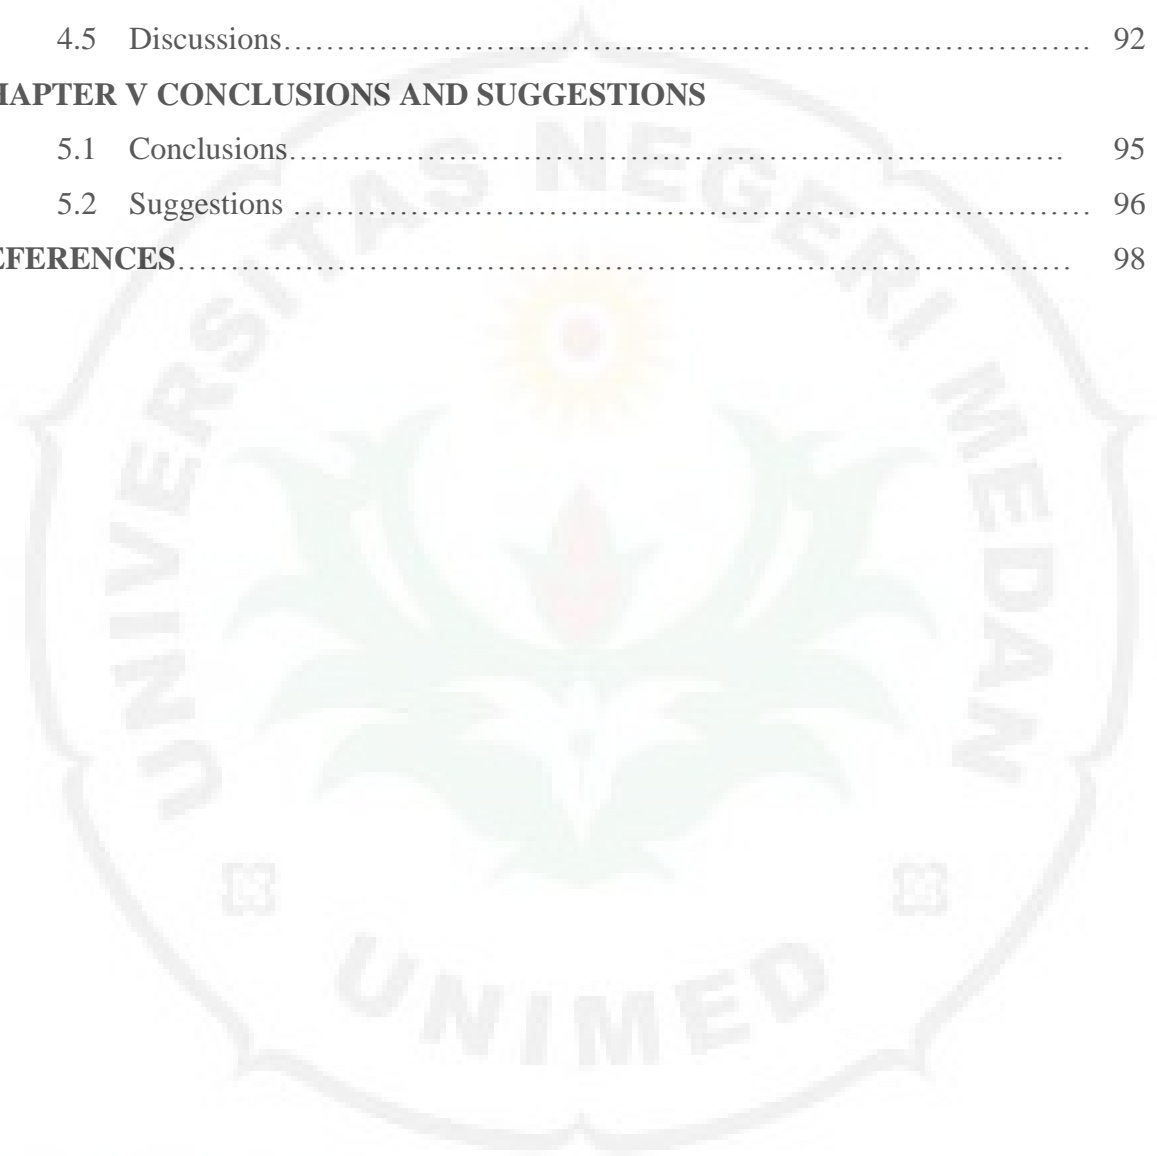 4.5 Discussions……………………………………………………………………. 92
HAPTER V CONCLUSIONS AND SUGGESTIONS
5.1 Conclusions…………………………………………………………………. 95
5.2 Suggestions …………………………………………………………………… 96
EFERENCES…………………………………………………………………………… 98
UNIVERSITAS NEGERI MEDAN
UNIMED